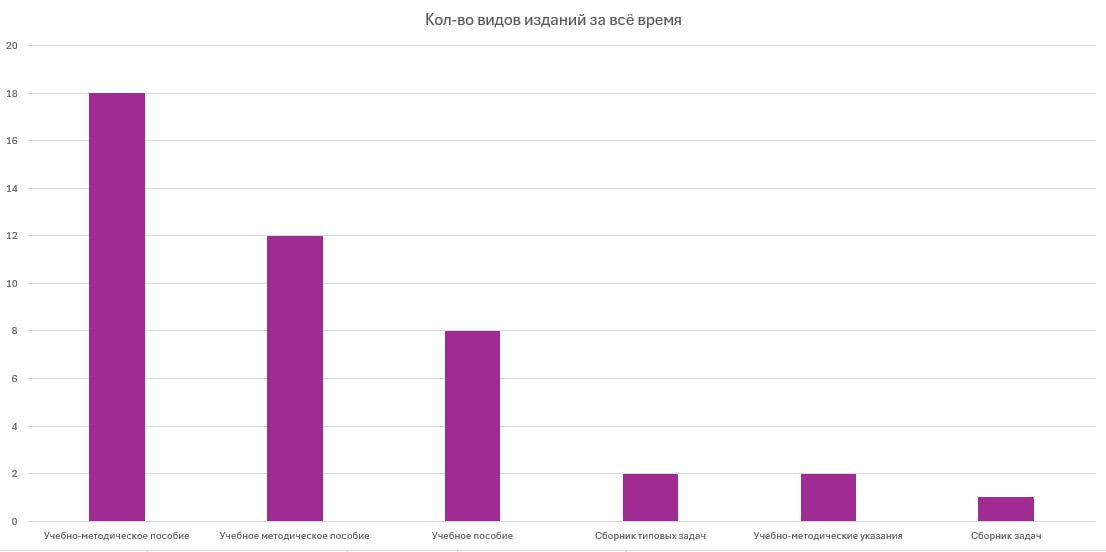 Кол-во видов изданий за всё время
20
18
16
14
12
10
8
6
4
2
0
Учебно-методическое пособие
Учебное методическое пособие
Учебное пособие
Сборник типовых задач
Учебно-методические указания
Сборник задач